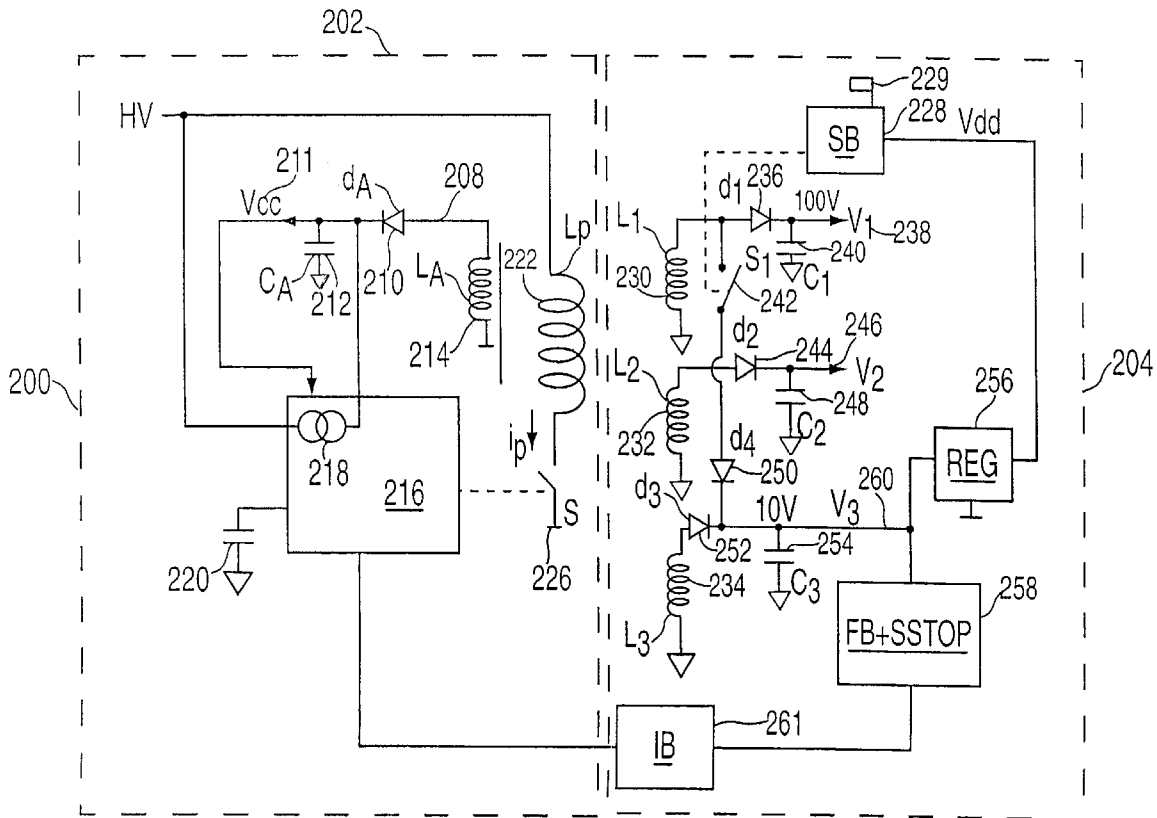 202
HV
211
Vcc
dA
208
CA
212
210
LA
214
222
Lp
200
218
216
ip
S
226
220
229
228
SB
Vdd
d1
236
100V
V1
238
L1
230
S1
242
240
C1
d2
244
246
V2
L2
232
248
C2
204
256
REG
d4
250
d3
10V
V3
260
252
254
234
C3
L3
258
FB+SSTOP
261
IB